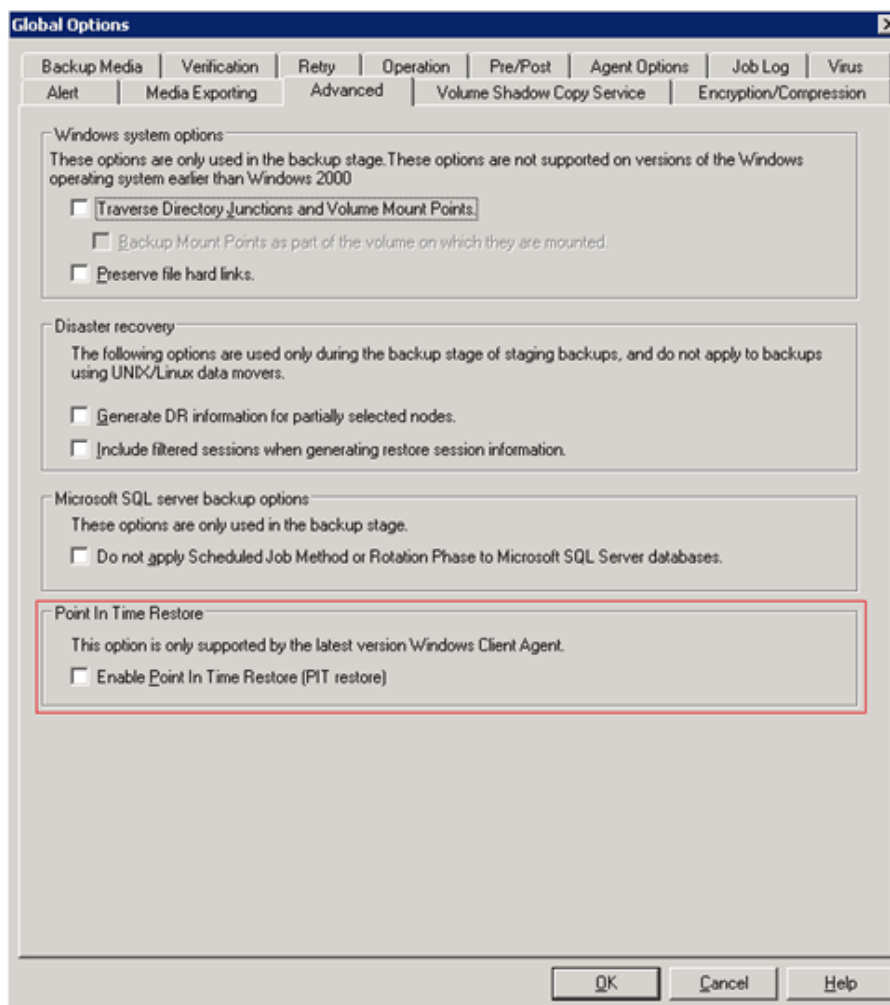 Global Options
Backup Media Verification Retry Operation Pre/Post Agent Options Job Log Virus
Alert Media Exporting Advanced Volume Shadow Copy Service Encryption/Compression
Windows system options
These options are only used in the backup stage.These options are not supported on versions of the Windows
operating system earlier than Windows 2000
Traverse Directory Junctions and Volume Mount Points.
Backup Mount Points as part of the volume on which they are mounted.
Preserve file hard links.
Disaster recovery
The following options are used only during the backup stage of staging backups, and do not apply to backups
using UNIX/Linux data movers.
Generate DR information for partially selected nodes.
Include filtered sessions when generating restore session information.
Microsoft SQL server backup options
These options are only used in the backup stage.
Do not apply Scheduled Job Method or Rotation Phase to Microsoft SQL Server databases.
Point In Time Restore
This option is only supported by the latest version Windows Client Agent.
Enable Point In Time Restore (PIT restore)
OK Cancel Help